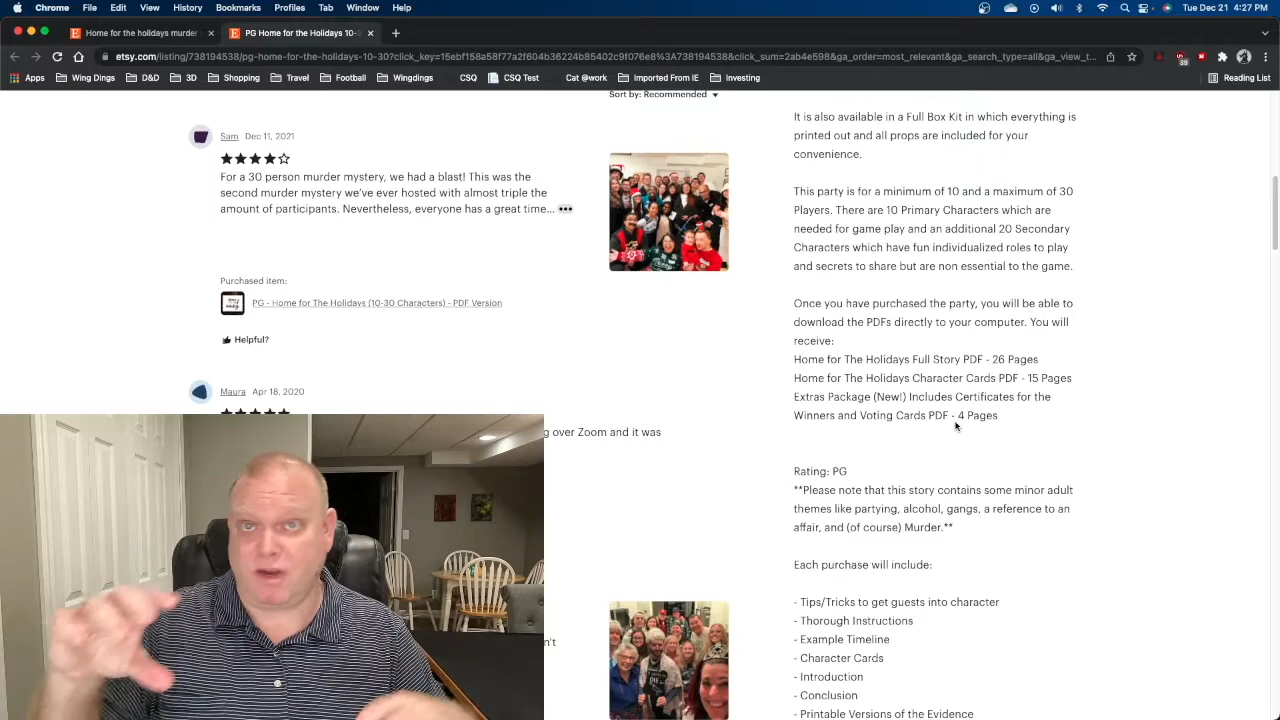 Chrome File Edit View History Bookmarks Profiles Tab Window Help
Tue Dec 21 4:27 PM
Home for the holidays murder
PG Home for the Holidays 10-3
etsy.com/listing/738194538/pg-home-for-the-holidays-10-30?click_key=15ebf158a57568957a2f604b36224b85402c9f076e8%3A738194538&click_sum=2ab4e598&ga_order=most_relevant&ga_search_type=all&ga_view_t...
39
Apps Wing Dings D&D 3D Shopping Travel Football Wingdings CSQ CSQ Test Cat @ Work Imported From IE Investing Reading List
Sort by: Recommended
Sam Dec 11, 2021
For a 30 person murder mystery, we had a blast! This was the
second murder mystery we've ever hosted with almost triple the
amount of participants. Nevertheless, everyone has a great time...
Purchased item:
PG - Home for The Holidays (10-30 Characters) - PDF Version
Helpful?
Maura Apr 18, 2020
g over Zoom and it was
n't
It is also available in a Full Box Kit in which everything is
printed out and all props are included for your
convenience.
This party is for a minimum of 10 and a maximum of 30
Players. There are 10 Primary Characters which are
needed for game play and an additional 20 Secondary
Characters which have fun individualized roles to play
and secrets to share but are non essential to the game.
Once you have purchased the party, you will be able to
download the PDFs directly to your computer. You will
receive:
Home for The Holidays Full Story PDF - 26 Pages
Home for The Holidays Character Cards PDF - 15 Pages
Extras Package (New!) Includes Certificates for the
Winners and Voting Cards PDF - 4 Pages
Rating: PG
**Please note that this story contains some minor adult
themes like partying, alcohol, gangs, a reference to an
affair, and (of course) Murder.**
Each purchase will include:
- Tips/Tricks to get guests into character
- Thorough Instructions
- Example Timeline
- Character Cards
- Introduction
- Conclusion
- Printable Versions of the Evidence